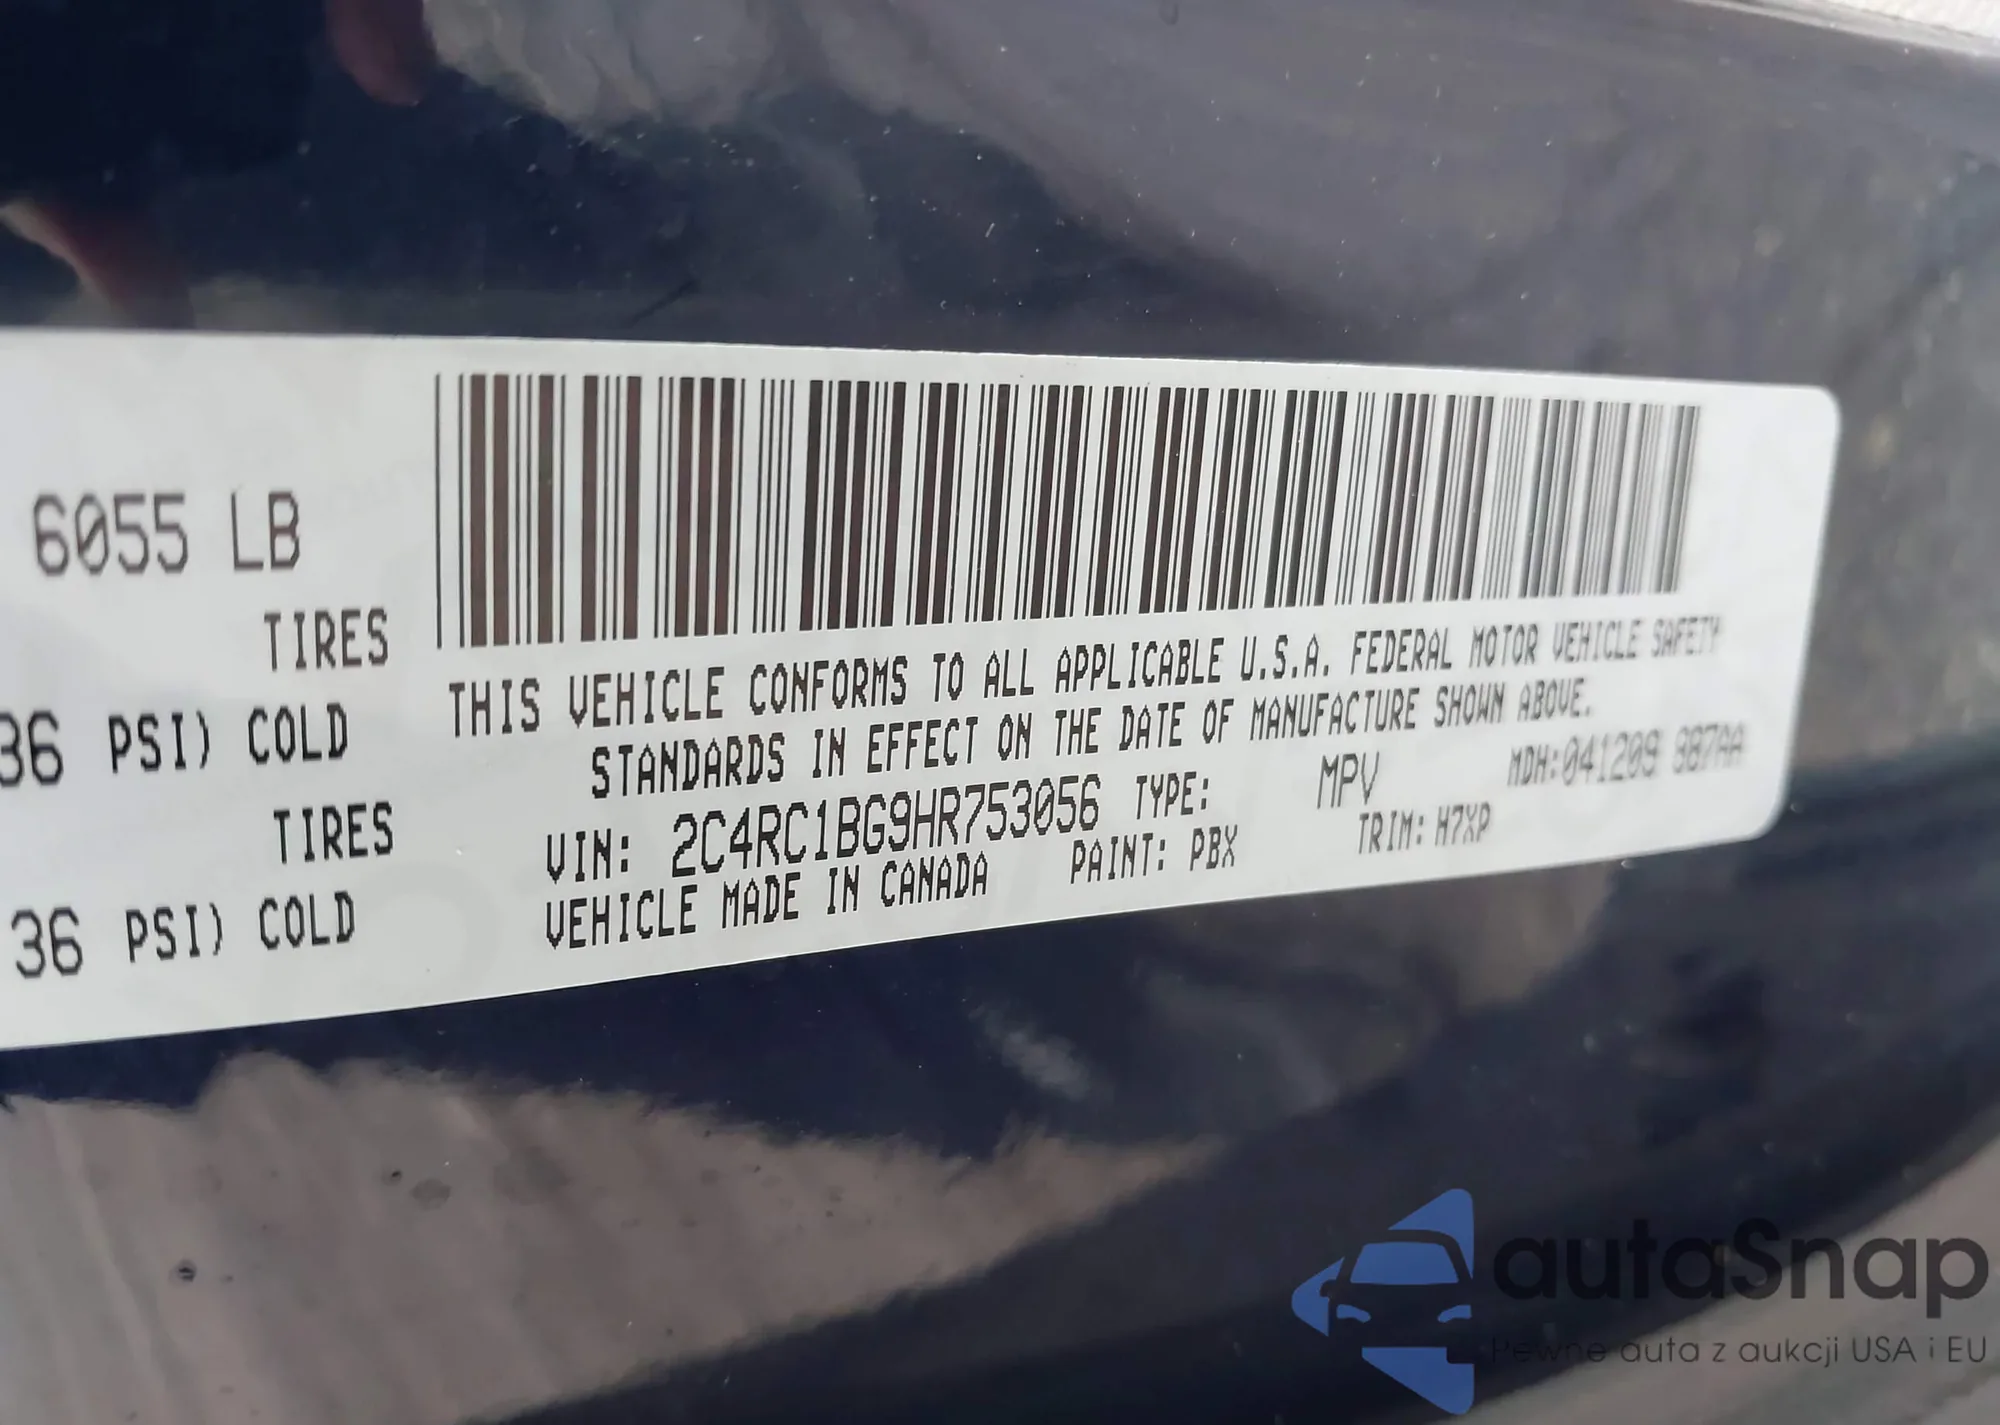 6055 LB
TIRES
36 PSI) COLD
TIRES
36 PSI) COLD
THIS VEHICLE CONFORMS TO ALL APPLICABLE U.S.A. FEDERAL MOTOR VEHICLE SAFETY
STANDARDS IN EFFECT ON THE DATE OF MANUFACTURE SHOWN ABOVE.
VIN: 2C4RC1BG9HR753056 TYPE: MPV MDH:041209 987AA
VEHICLE MADE IN CANADA PAINT: PBX TRIM: H7XP
autaSnap
Pewne auta z aukcji USA i EU